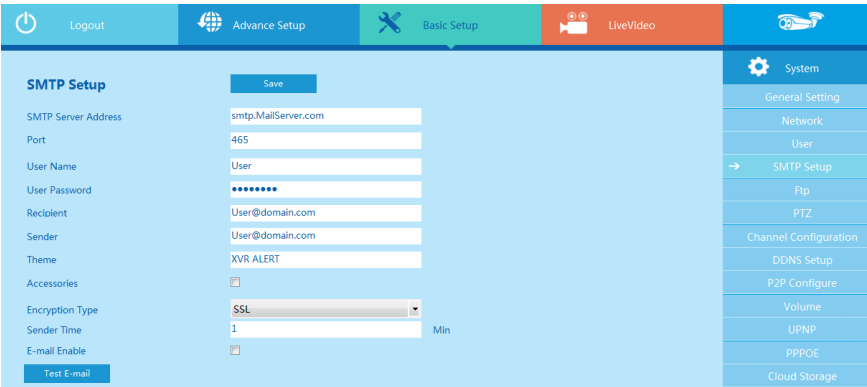 Logout
Advance Setup
Basic Setup
LiveVideo
SMTP Setup
Save
SMTP Server Address smtp.MailServer.com
Port 465
User Name User
User Password ••••••••
Recipient User@domain.com
Sender User@domain.com
Theme XVR ALERT
Accessories
Encryption Type SSL
Sender Time 1 Min
E-mail Enable
Test E-mail
System
General Setting
Network
User
SMTP Setup
Ftp
PTZ
Channel Configuration
DDNS Setup
P2P Configure
Volume
UPNP
PPPOE
Cloud Storage